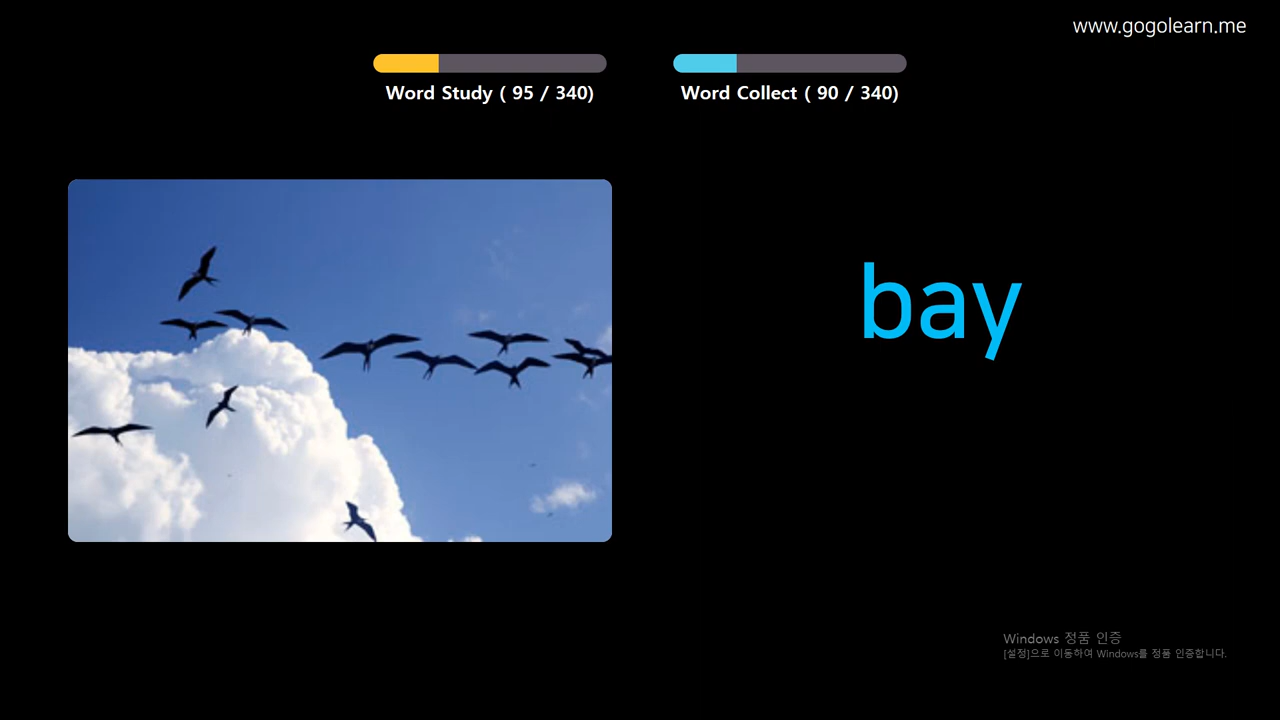 www.gogolearn.me
Word Study ( 95 / 340)
Word Collect ( 90 / 340)
bay
Windows 정품 인증
[설정]으로 이동하여 Windows를 정품 인증합니다.